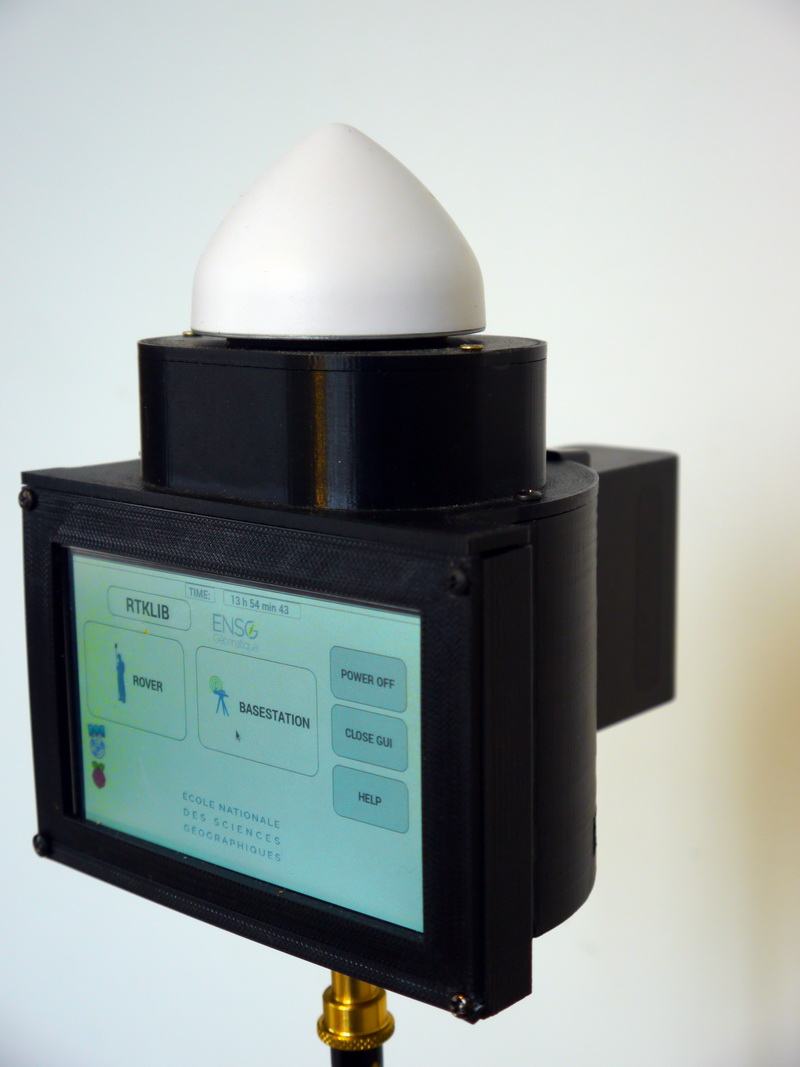 TIME: 13 h 54 min 43
RTKLIB
ENSG
Géomatique
ROVER
BASESTATION
POWER OFF
CLOSE GUI
HELP
ÉCOLE NATIONALE
DES SCIENCES
GÉOGRAPHIQUES